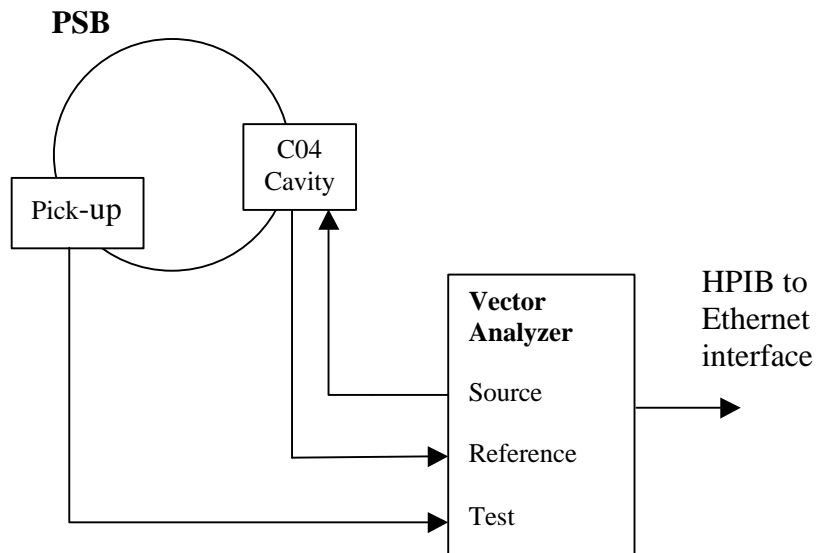 PSB
C04
Cavity
Pick-up
Vector
Analyzer
Source
Reference
Test
HPIB to
Ethernet
interface